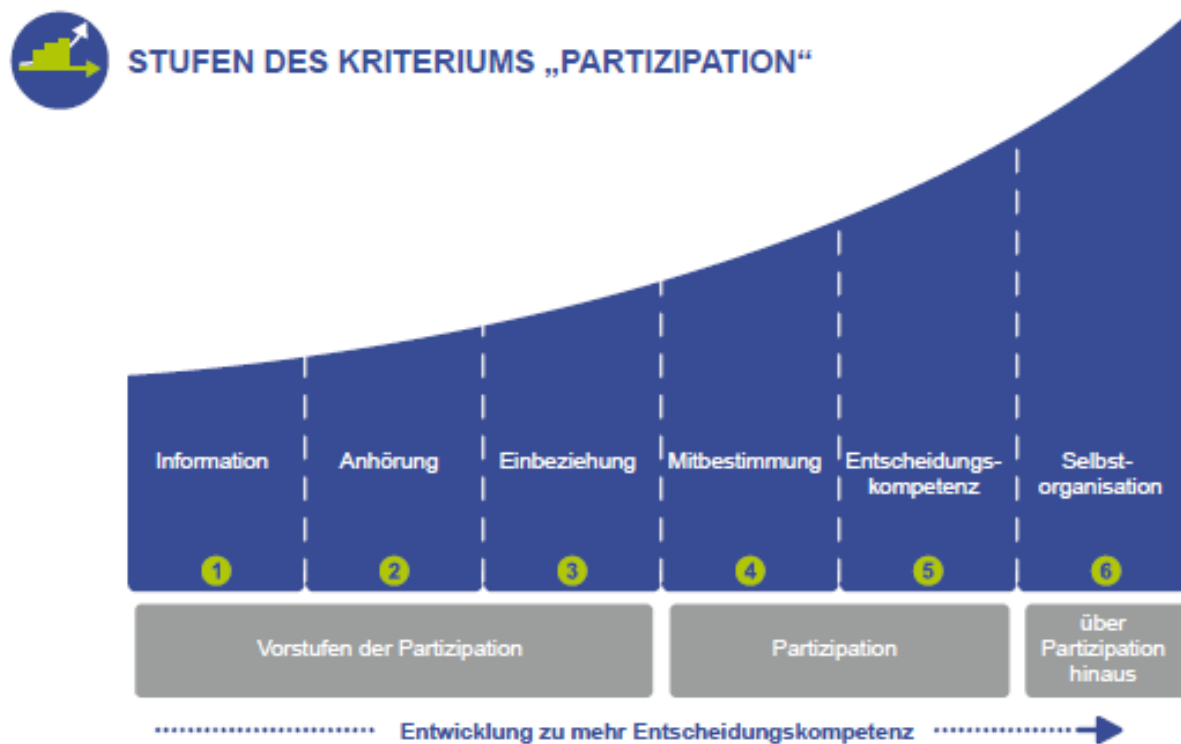 STUFEN DES KRITERIUMS „PARTIZIPATION“
Information
Anhörung
Einbeziehung
Mitbestimmung
Entscheidungs-
kompetenz
Selbst-
organisation
1
2
3
4
5
6
Vorstufen der Partizipation
Partizipation
über
Partizipation
hinaus
Entwicklung zu mehr Entscheidungskompetenz